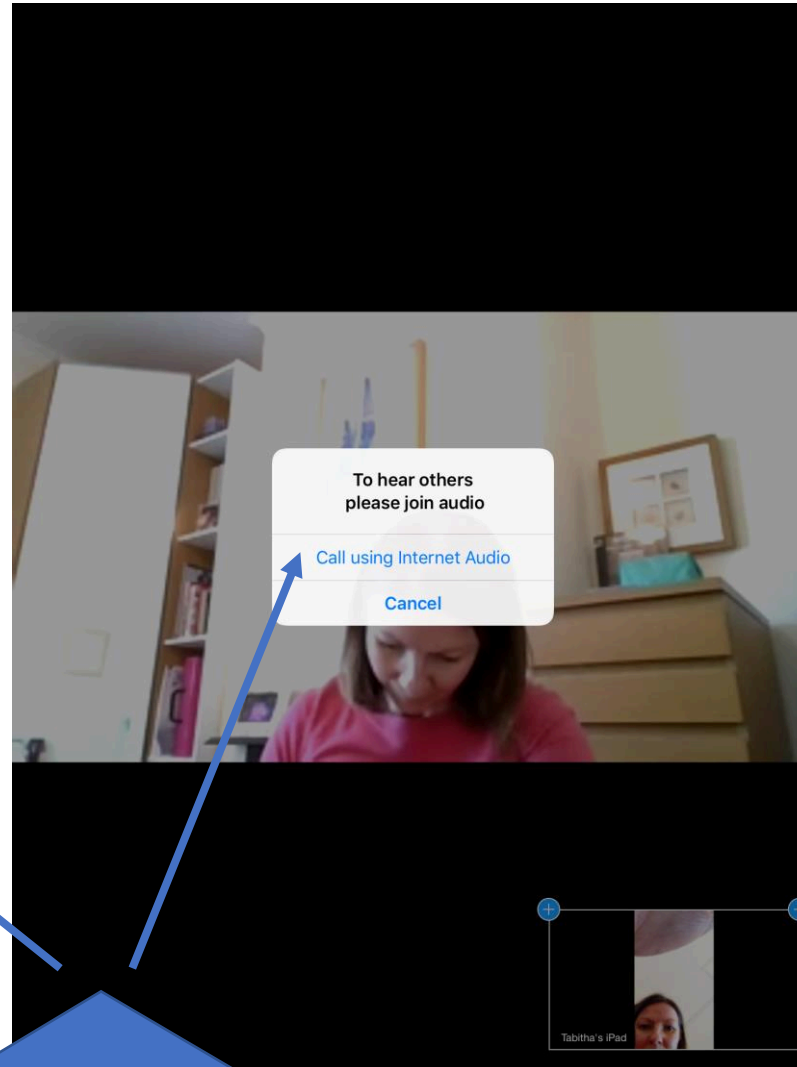 To hear others
please join audio
Call using Internet Audio
Cancel
Tabitha's iPad